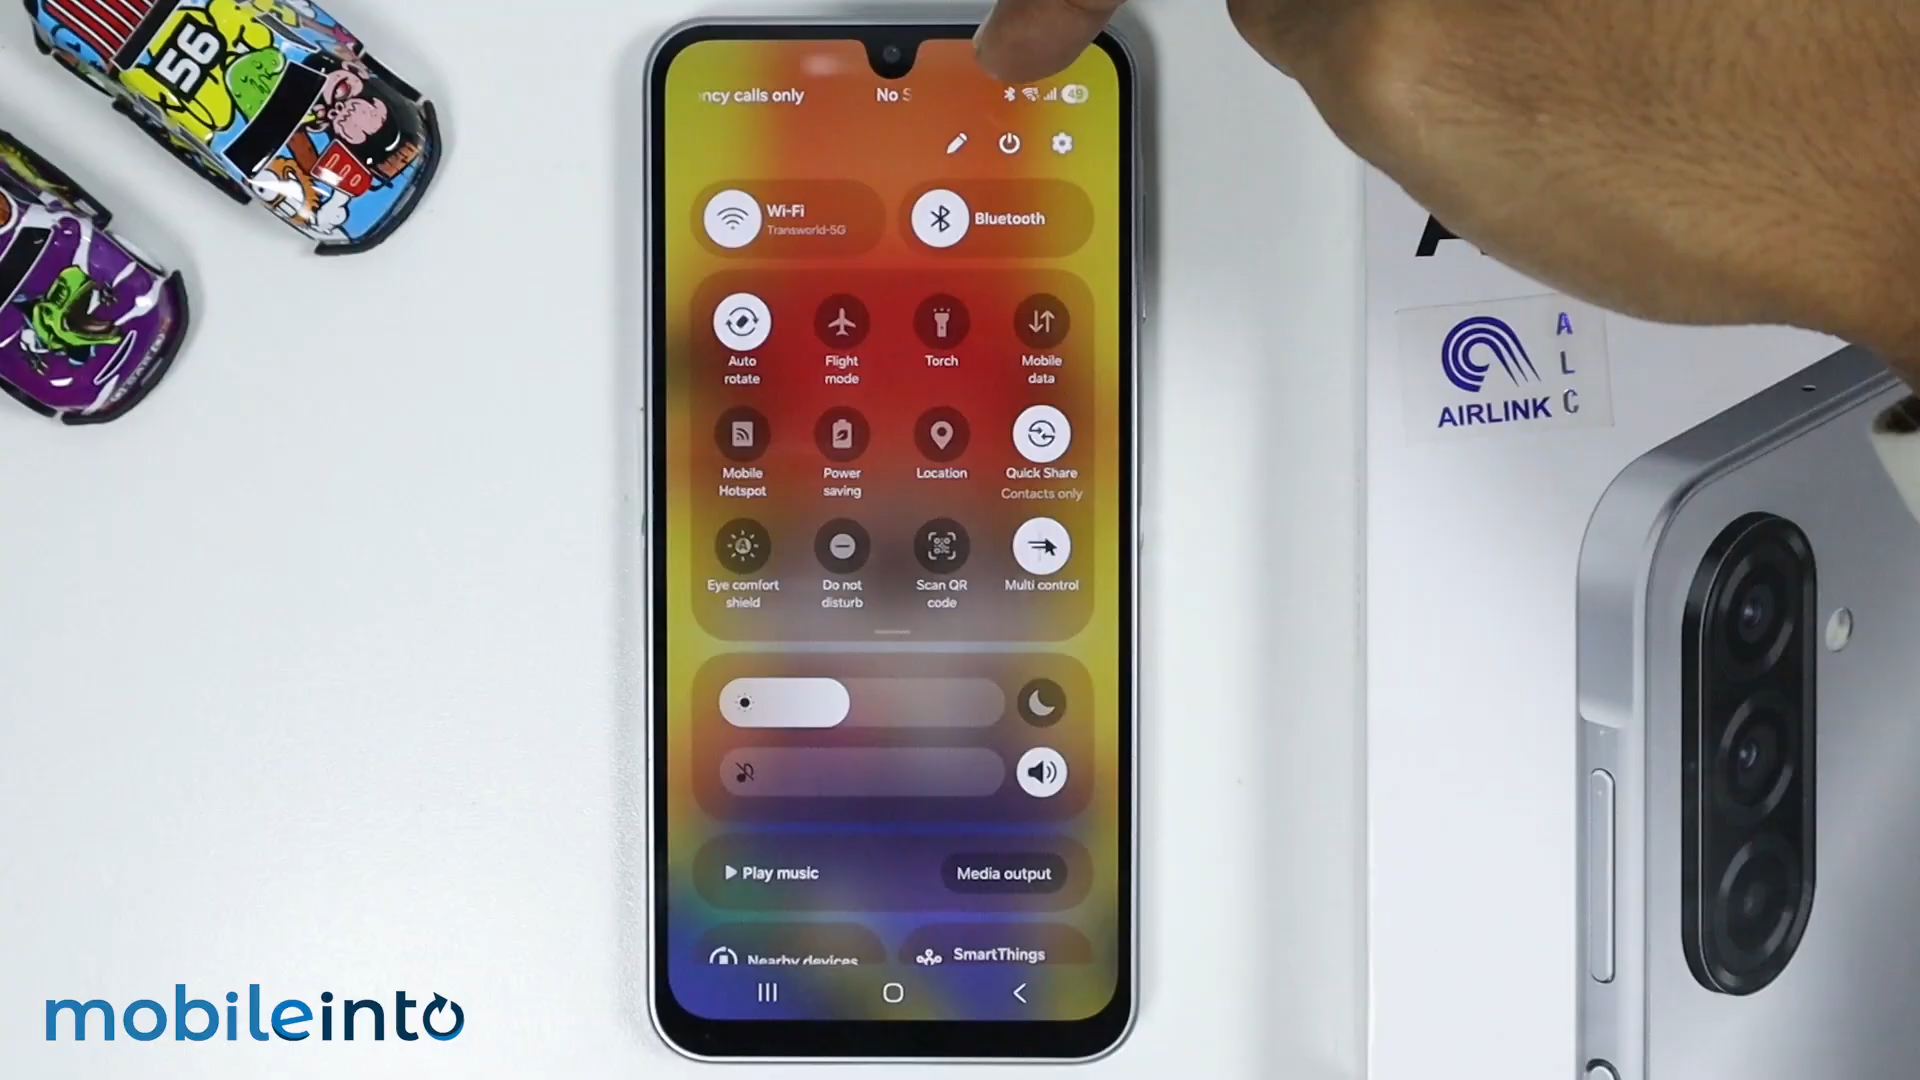 56
ncy calls only
No S
49
Wi-Fi
Transworld-5G
Bluetooth
Auto
rotate
Flight
mode
Torch
Mobile
data
Mobile
Hotspot
Power
saving
Location
Quick Share
Contacts only
Eye comfort
shield
Do not
disturb
Scan QR
code
Multi control
Play music
Media output
Nearby devices
SmartThings
A
AIRLINK
ALC
mobileinto